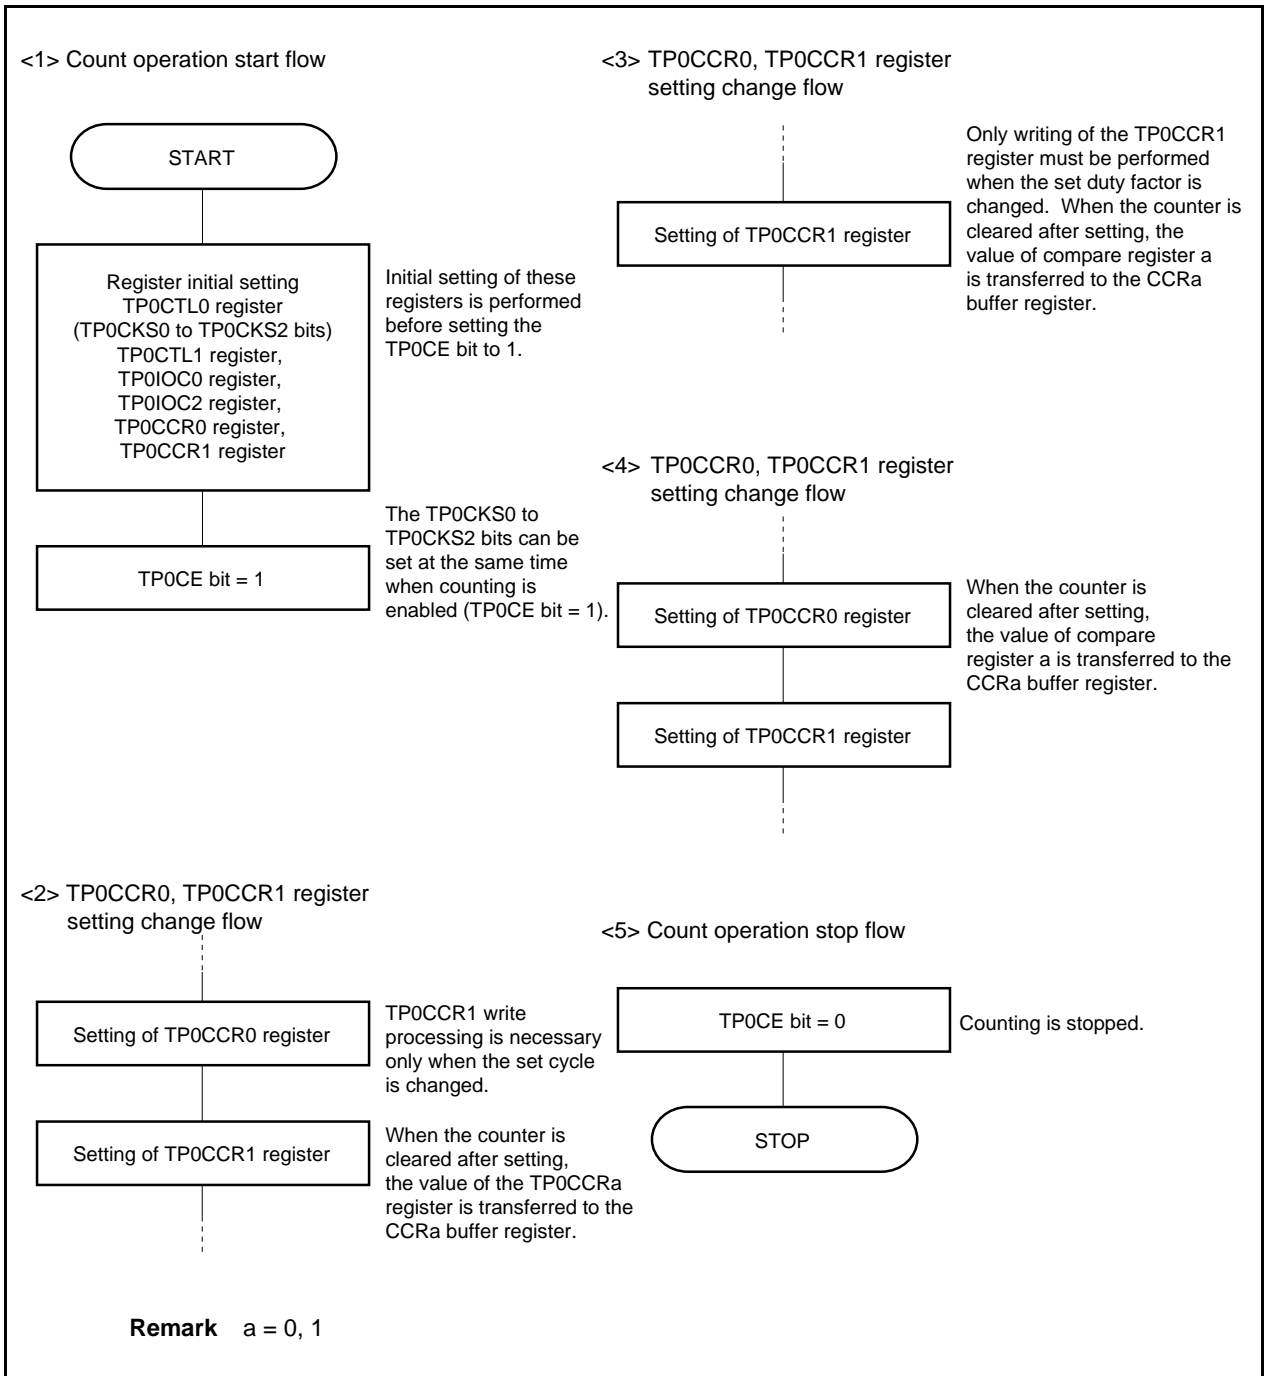 <1> Count operation start flow
START
Register initial setting
TP0CTL0 register
(TP0CKS0 to TP0CKS2 bits)
TP0CTL1 register,
TP0IOC0 register,
TP0IOC2 register,
TP0CCR0 register,
TP0CCR1 register
Initial setting of these
registers is performed
before setting the
TP0CE bit to 1.
TP0CE bit = 1
The TP0CKS0 to
TP0CKS2 bits can be
set at the same time
when counting is
enabled (TP0CE bit = 1).
<2> TP0CCR0, TP0CCR1 register
setting change flow
Setting of TP0CCR0 register
TP0CCR1 write
processing is necessary
only when the set cycle
is changed.
Setting of TP0CCR1 register
When the counter is
cleared after setting,
the value of the TP0CCRa
register is transferred to the
CCRa buffer register.
<3> TP0CCR0, TP0CCR1 register
setting change flow
Setting of TP0CCR1 register
Only writing of the TP0CCR1
register must be performed
when the set duty factor is
changed. When the counter is
cleared after setting, the
value of compare register a
is transferred to the CCRa
buffer register.
<4> TP0CCR0, TP0CCR1 register
setting change flow
Setting of TP0CCR0 register
When the counter is
cleared after setting,
the value of compare
register a is transferred to the
CCRa buffer register.
Setting of TP0CCR1 register
<5> Count operation stop flow
TP0CE bit = 0
Counting is stopped.
STOP
Remark a = 0, 1